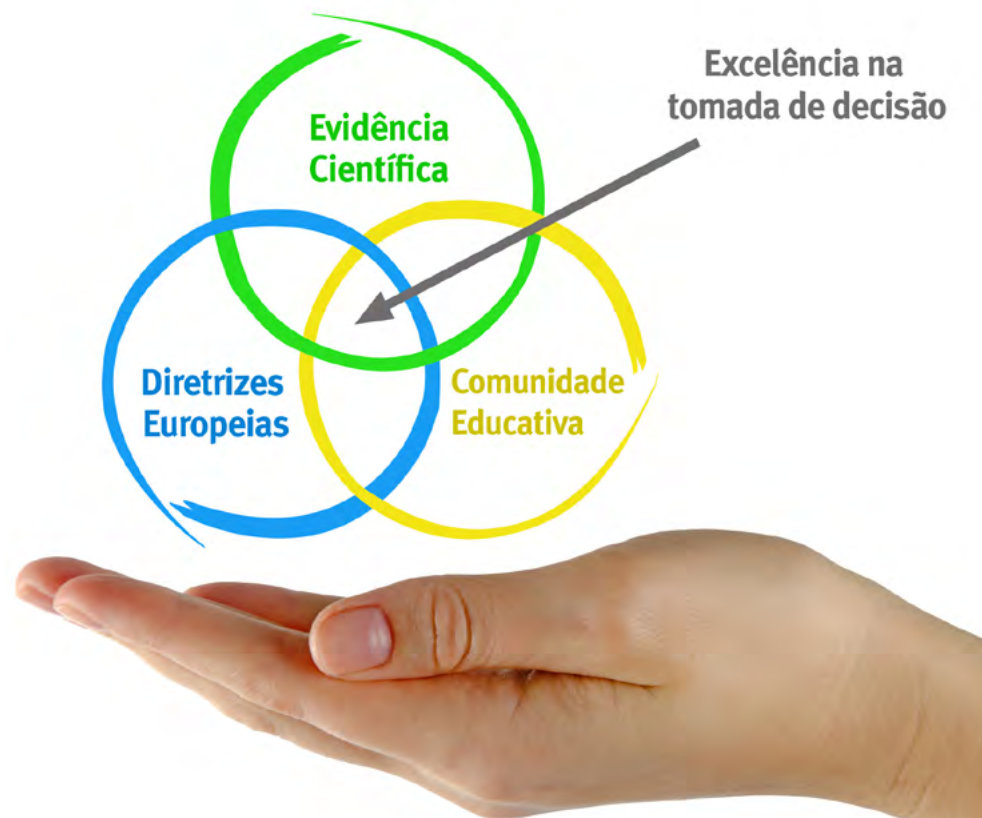 Excelência na
tomada de decisão
Evidência
Científica
Diretrizes
Europeias
Comunidade
Educativa